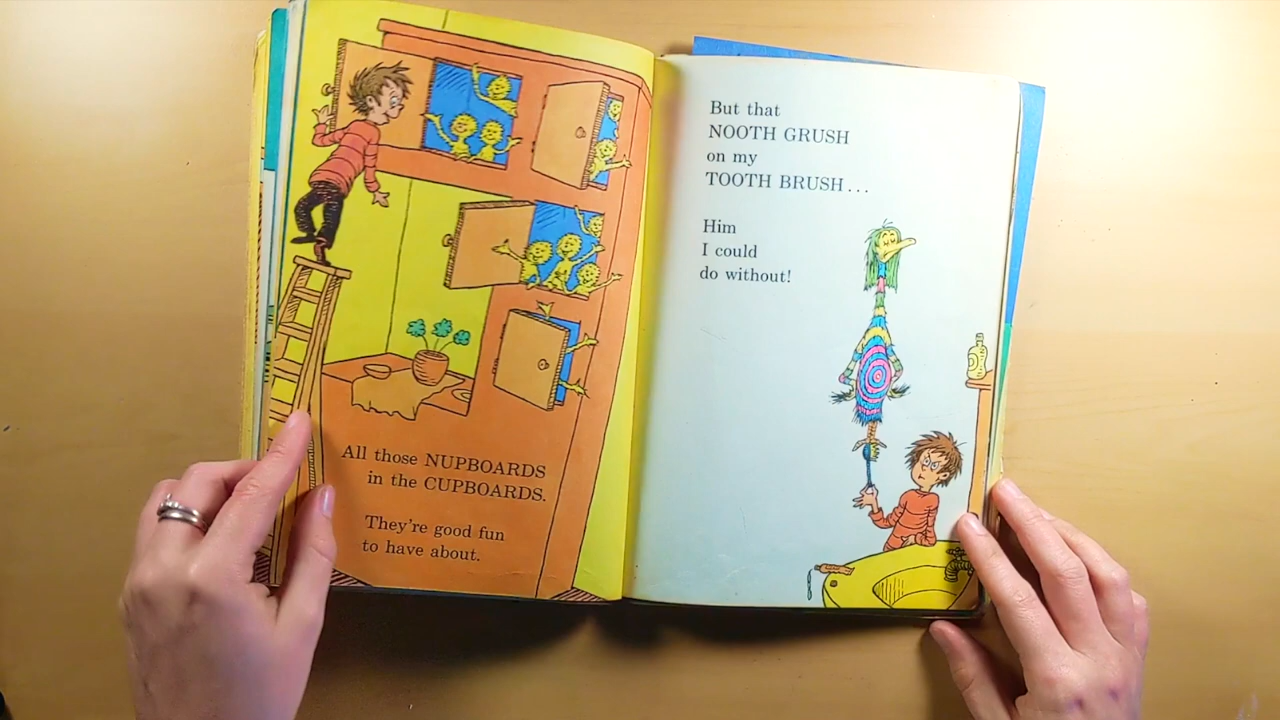 All those NUPBOARDS
in the CUPBOARDS.
They're good fun
to have about.
But that
NOOTH GRUSH
on my
TOOTH BRUSH...
Him
I could
do without!